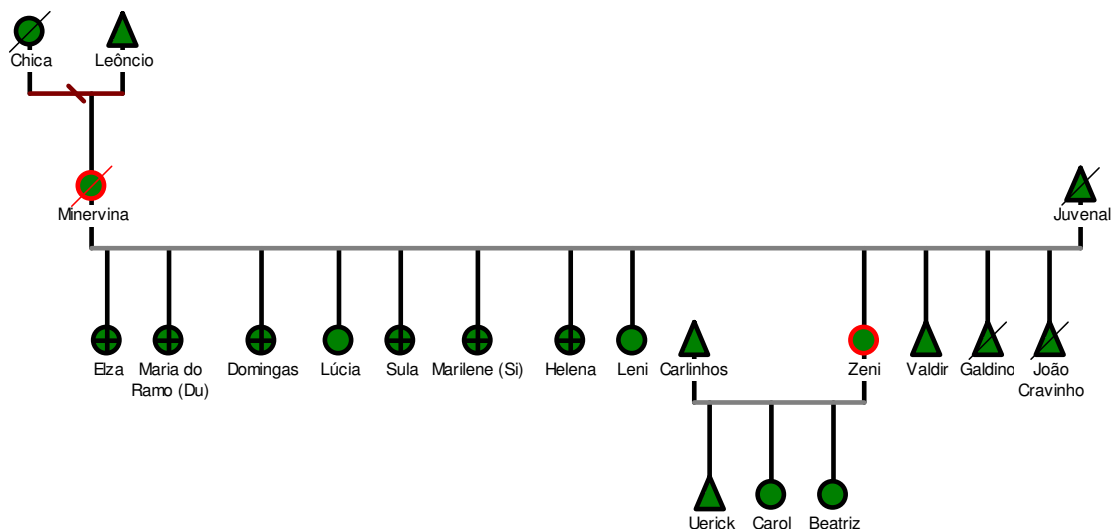 Chica
Leôncio
Minervina
Juvenal
Elza
Maria do
Ramo (Du)
Domingas
Lúcia
Sula
Marilene (Si)
Helena
Leni
Carlinhos
Zeni
Valdir
Galdino
João
Cravinho
Uerick
Carol
Beatriz